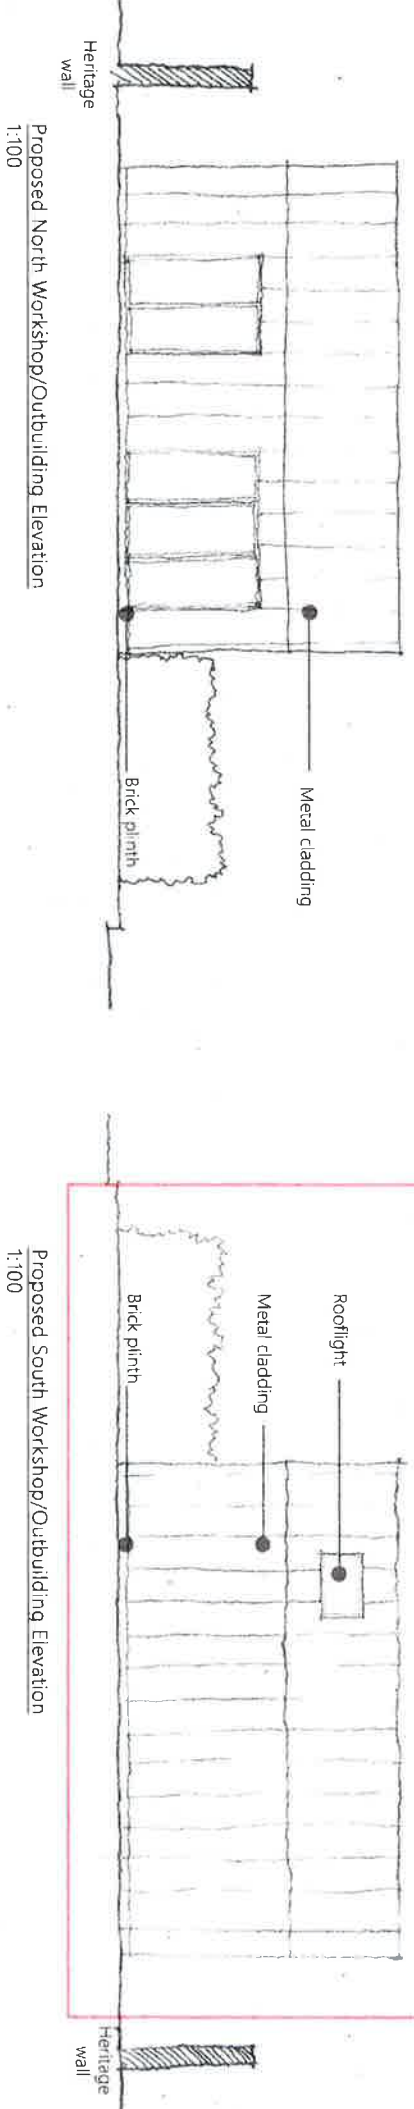 Heritage
wall
Metal cladding
Brick plinth
Proposed North Workshop/Outbuilding Elevation
1:100
Rooflight
Metal cladding
Brick plinth
Heritage
wall
Proposed South Workshop/Outbuilding Elevation
1:100